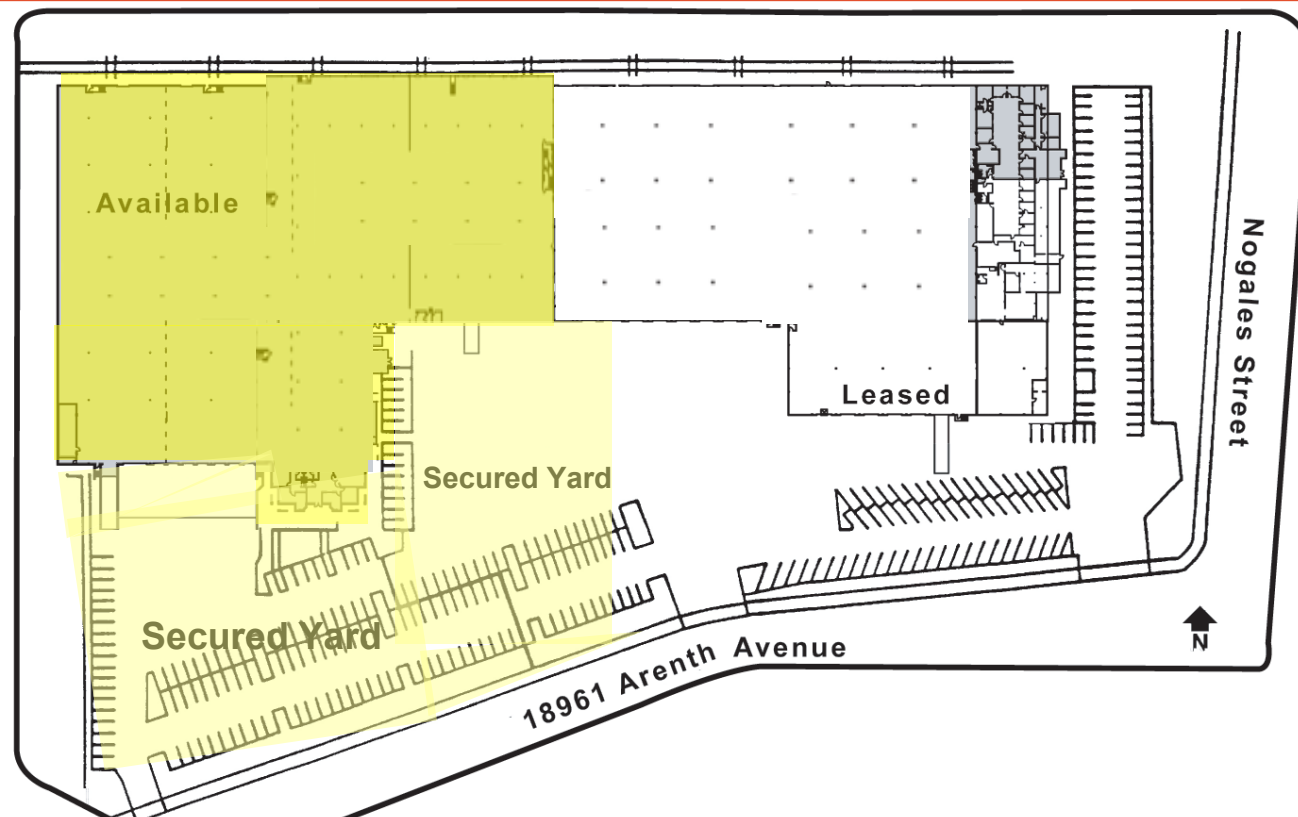 Available
Nogales Street
Leased
Secured Yard
Secured Yard
18961 Arenth Avenue
N